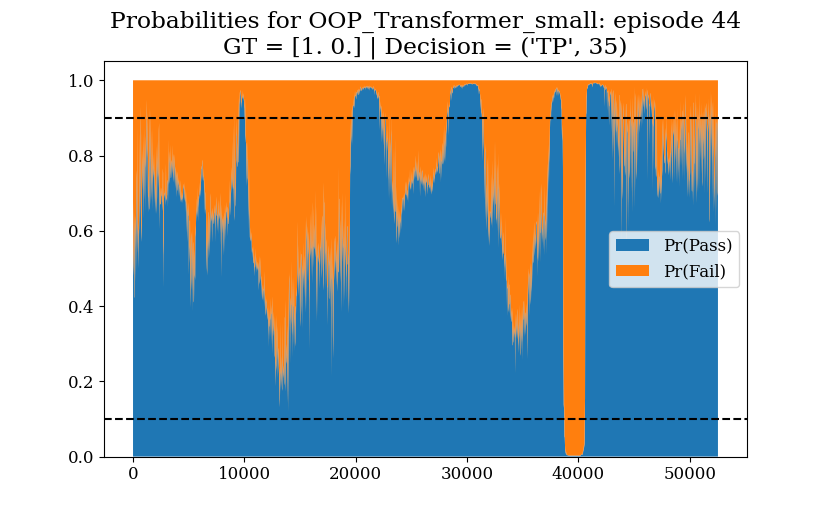 Probabilities for OOP_Transformer_small: episode 44
GT = [1. 0.] | Decision = ('TP', 35)
1.0
0.8
0.6
0.4
0.2
0.0
Pr(Pass)
Pr(Fail)
0 10000 20000 30000 40000 50000